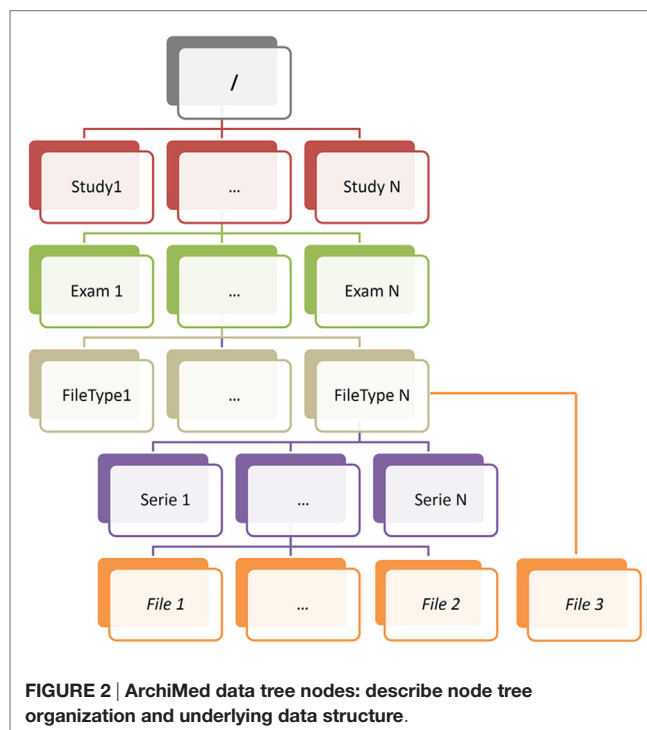 /
Study1 ... Study N
Exam 1 ... Exam N
FileType1 ... FileType N
Serie 1 ... Serie N
File 1 ... File 2 File 3
FIGURE 2 | ArchiMed data tree nodes: describe node tree
organization and underlying data structure.